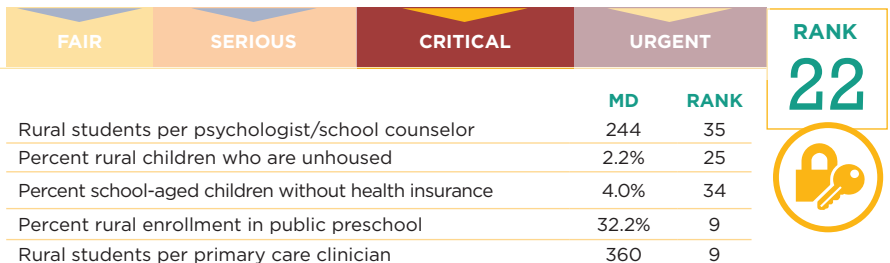 FAIR SERIOUS CRITICAL URGENT RANK
22
MD RANK
Rural students per psychologist/school counselor 244 35
Percent rural children who are unhoused 2.2% 25
Percent school-aged children without health insurance 4.0% 34
Percent rural enrollment in public preschool 32.2% 9
Rural students per primary care clinician 360 9